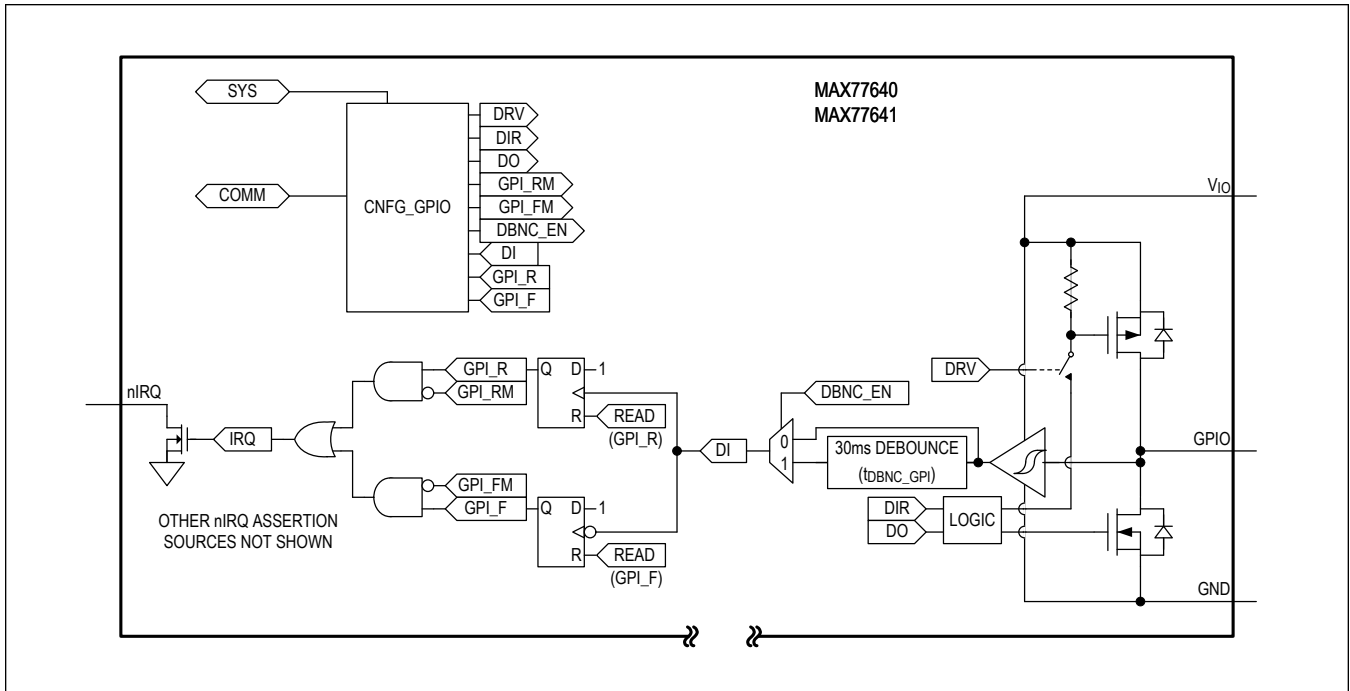 SYS
MAX77640
MAX77641
DRV
DIR
DO
COMM
CNFG_GPIO
GPI_RM
GPI_FM
DBNC_EN
DI
GPI_R
GPI_F
VIO
DRV
nIRQ
GPI_R
GPI_RM
Q D 1
R
READ
(GPI_R)
DBNC_EN
IRQ
DI
0
1
30ms DEBOUNCE
(tDBNC_GPI)
GPIO
GPI_FM
GPI_F
Q D 1
R
READ
(GPI_F)
DIR
DO
LOGIC
OTHER nIRQ ASSERTION
SOURCES NOT SHOWN
GND